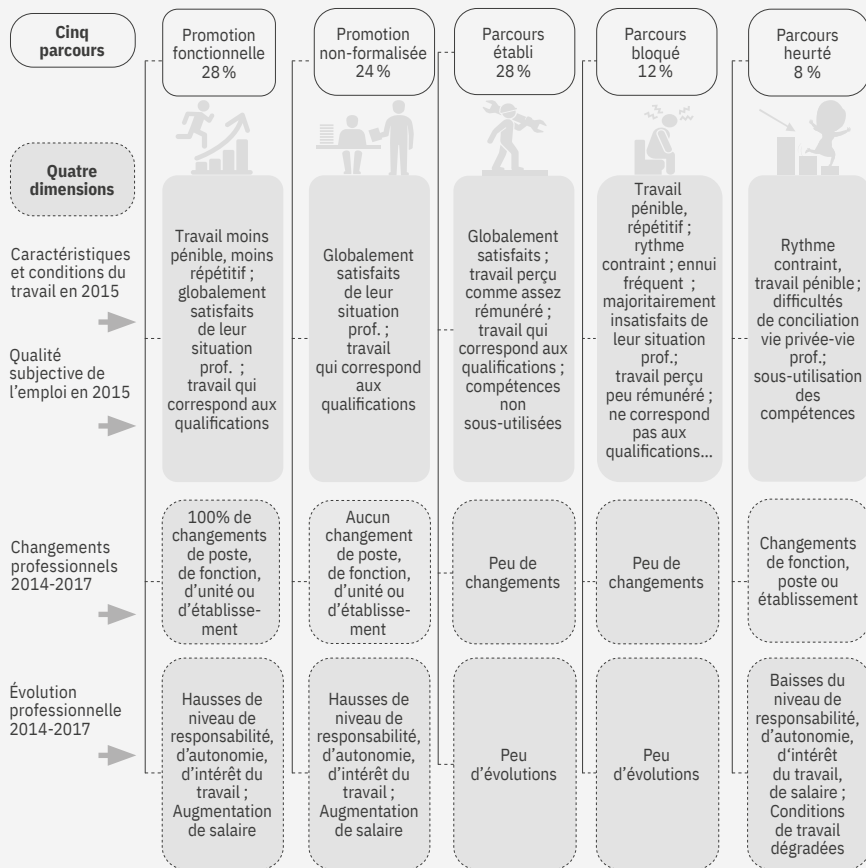 Cinq
parcours
Promotion
fonctionnelle
28 %
Promotion
non-formalisée
24 %
Parcours
établi
28 %
Parcours
bloqué
12 %
Parcours
heurté
8 %
Quatre
dimensions
Caractéristiques
et conditions du
travail en 2015
Qualité
subjective de
l’emploi en 2015
Travail moins
pénible, moins
répétitif ;
globalement
satisfaits
de leur
situation
prof. ;
travail qui
correspond aux
qualifications
Globalement
satisfaits
de leur
situation
prof. ;
travail
qui correspond
aux
qualifications
Globalement
satisfaits ;
travail perçu
comme assez
rémunéré ;
travail qui
correspond aux
qualifications ;
compétences
non
sous-utilisées
Travail
pénible,
répétitif ;
rythme
contraint ; ennui
fréquent ;
majoritairement
insatisfaits de
leur situation
prof.;
travail perçu
peu rémunéré ;
ne correspond
pas aux
qualifications...
Rythme
contraint,
travail pénible ;
difficultés
de conciliation
vie privée-vie
prof.;
sous-utilisation
des
compétences
Changements
professionnels
2014-2017
100% de
changements
de poste,
de fonction,
d’unité ou
d’établisse-
ment
Aucun
changement
de poste,
de fonction,
d’unité ou
d’établisse-
ment
Peu de
changements
Peu de
changements
Changements
de fonction,
poste ou
établissement
Évolution
professionnelle
2014-2017
Hausses de
niveau de
responsabilité,
d’autonomie,
d’intérêt du
travail ;
Augmentation
de salaire
Hausses de
niveau de
responsabilité,
d’autonomie,
d’intérêt du
travail ;
Augmentation
de salaire
Peu
d’évolutions
Peu
d’évolutions
Baisses du
niveau de
responsabilité,
d’autonomie,
d‘intérêt
du travail,
de salaire ;
Conditions
de travail
dégradées